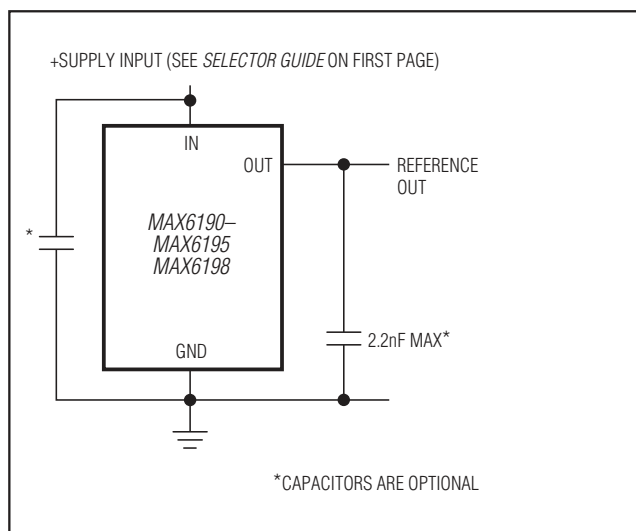 +SUPPLY INPUT (SEE SELECTOR GUIDE ON FIRST PAGE)
IN
OUT
REFERENCE
OUT
MAX6190–
MAX6195
MAX6198
*
2.2nF MAX*
GND
*CAPACITORS ARE OPTIONAL